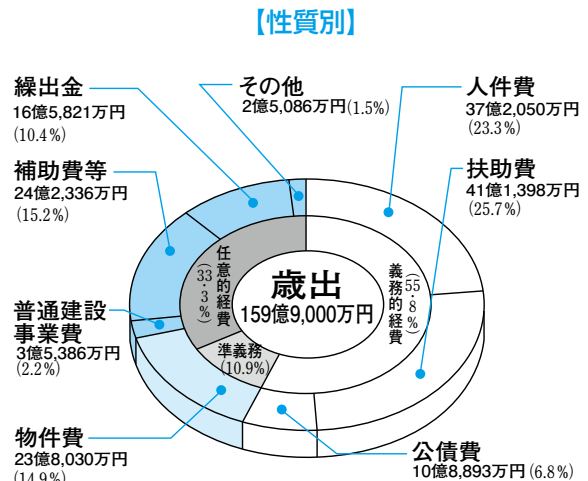 【性質別】
繰出金
16億5,821万円
(10.4%)
その他
2億5,086万円(1.5%)
人件費
37億2,050万円
(23.3%)
補助費等
24億2,336万円
(15.2%)
扶助費
41億1,398万円
(25.7%)
任意的経費
(33・3%)
歳出
159億9,000万円
義務的経費
(55・8%)
準義務
(10.9%)
普通建設
事業費
3億5,386万円
(2.2%)
物件費
23億8,030万円
(14.9%)
公債費
10億8,893万円(6.8%)